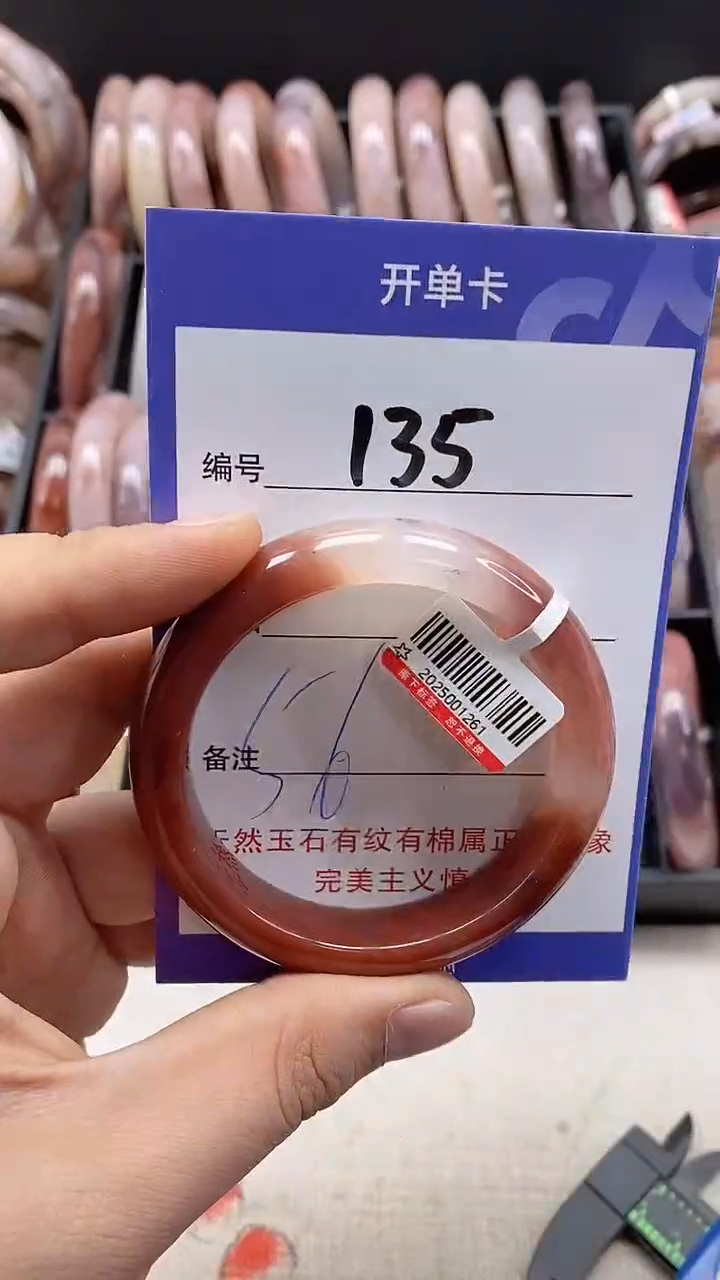 开单卡
编号 135
2025001261
撕下标签 恕不退换
56
备注
天然玉石有纹有棉属正 象
完美主义慎